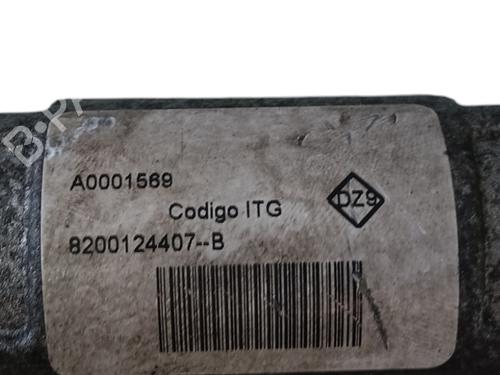 A0001569
Codigo ITG
DZ9
8200124407--B